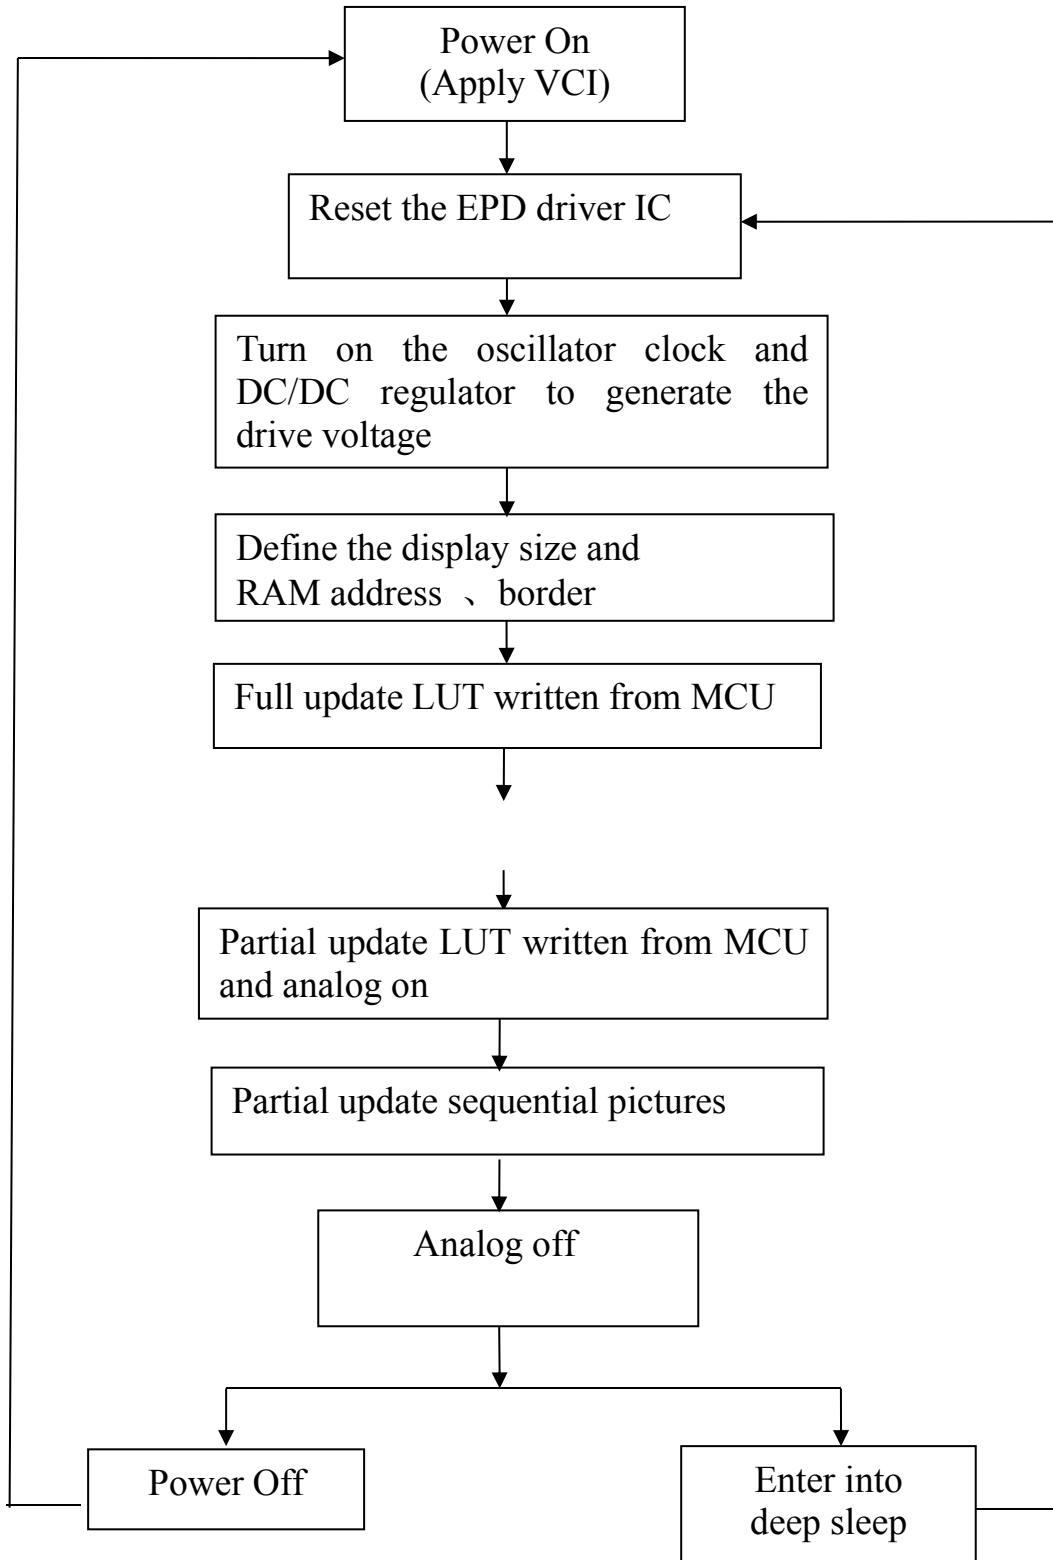 Power On
(Apply VCI)
Reset the EPD driver IC
Turn on the oscillator clock and
DC/DC regulator to generate the
drive voltage
Define the display size and
RAM address 、border
Full update LUT written from MCU
Partial update LUT written from MCU
and analog on
Partial update sequential pictures
Analog off
Power Off
Enter into
deep sleep